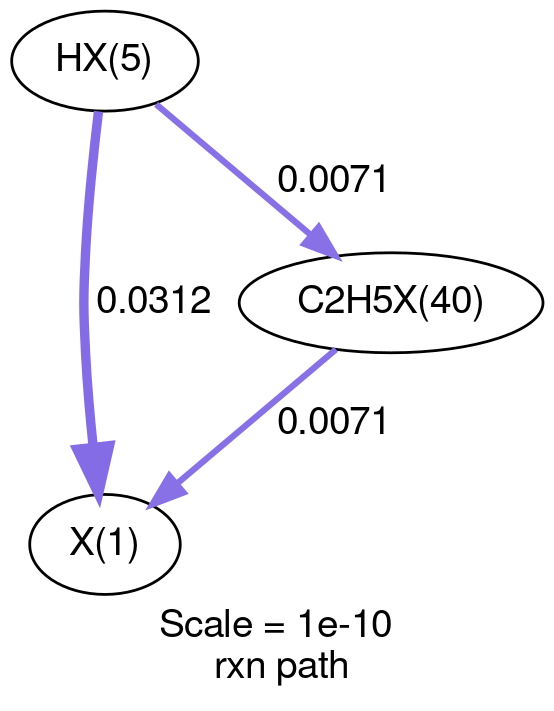 HX(5)
0.0071
0.0312
C2H5X(40)
0.0071
X(1)
Scale = 1e-10
rxn path